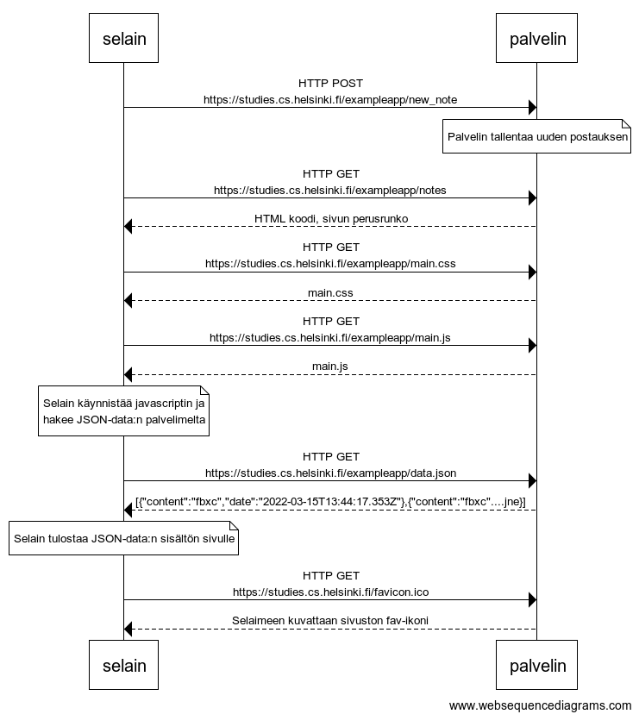 selain
palvelin
HTTP POST
https://studies.cs.helsinki.fi/exampleapp/new_note
Palvelin tallentaa uuden postauksen
HTTP GET
https://studies.cs.helsinki.fi/exampleapp/notes
HTML koodi, sivun perusrunko
HTTP GET
https://studies.cs.helsinki.fi/exampleapp/main.css
main.css
HTTP GET
https://studies.cs.helsinki.fi/exampleapp/main.js
main.js
Selain käynnistää javascriptin ja
hakee JSON-data:n palvelimelta
HTTP GET
https://studies.cs.helsinki.fi/exampleapp/data.json
[{"content":"fbxc","date":"2022-03-15T13:44:17.353Z"},{"content":"fbxc"....jne}]
Selain tulostaa JSON-data:n sisältön sivulle
HTTP GET
https://studies.cs.helsinki.fi/favicon.ico
Selaimeen kuvattaan sivuston fav-ikoni
selain
palvelin
www.websequencediagrams.com